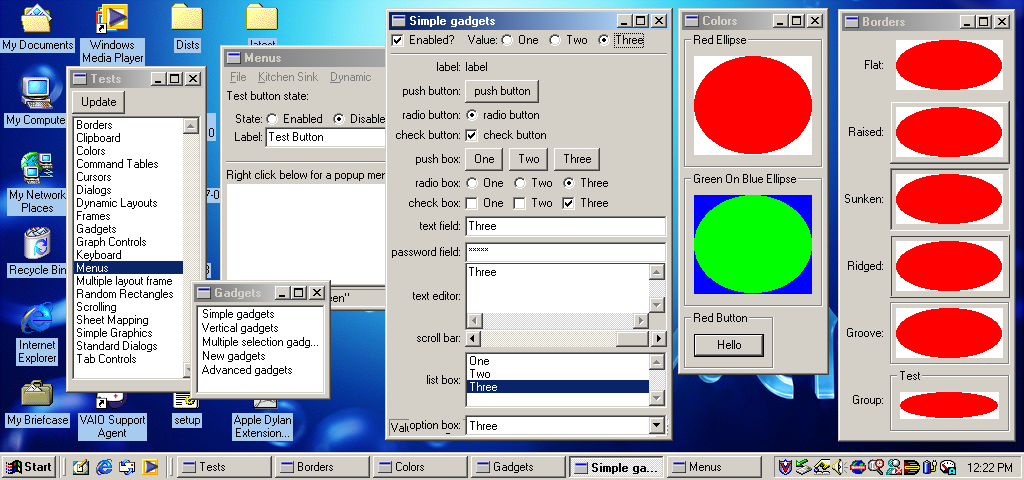 My Documents
Windows
Media Player
Dists
latest
My Compute
My Network
Places
Recycle Bin
Internet
Explorer
My Briefcase
VAIO Support
Agent
setup
Apple Dylan
Extension...
Tests
Update
Borders
Clipboard
Colors
Command Tables
Cursors
Dialogs
Dynamic Layouts
Frames
Gadgets
Graph Controls
Keyboard
Menus
Multiple layout frame
Random Rectangles
Scrolling
Sheet Mapping
Simple Graphics
Standard Dialogs
Tab Controls
Menus
File Kitchen Sink Dynamic
Test button state:
State: Enabled Disable
Label: Test Button
Right click below for a popup men
een"
Gadgets
Simple gadgets
Vertical gadgets
Multiple selection gadg...
New gadgets
Advanced gadgets
Simple gadgets
Enabled? Value: One Two Three
label: label
push button: push button
radio button: radio button
check button: check button
push box: One Two Three
radio box: One Two Three
check box: One Two Three
text field: Three
password field: *****
text editor: Three
scroll bar:
list box: One
Two
Three
Val
option box: Three
Colors
Red Ellipse
Green On Blue Ellipse
Red Button
Hello
Borders
Flat:
Raised:
Sunken:
Ridged:
Groove:
Test
Group:
Start Tests Borders Colors Gadgets Simple ga... Menus 12:22 PM